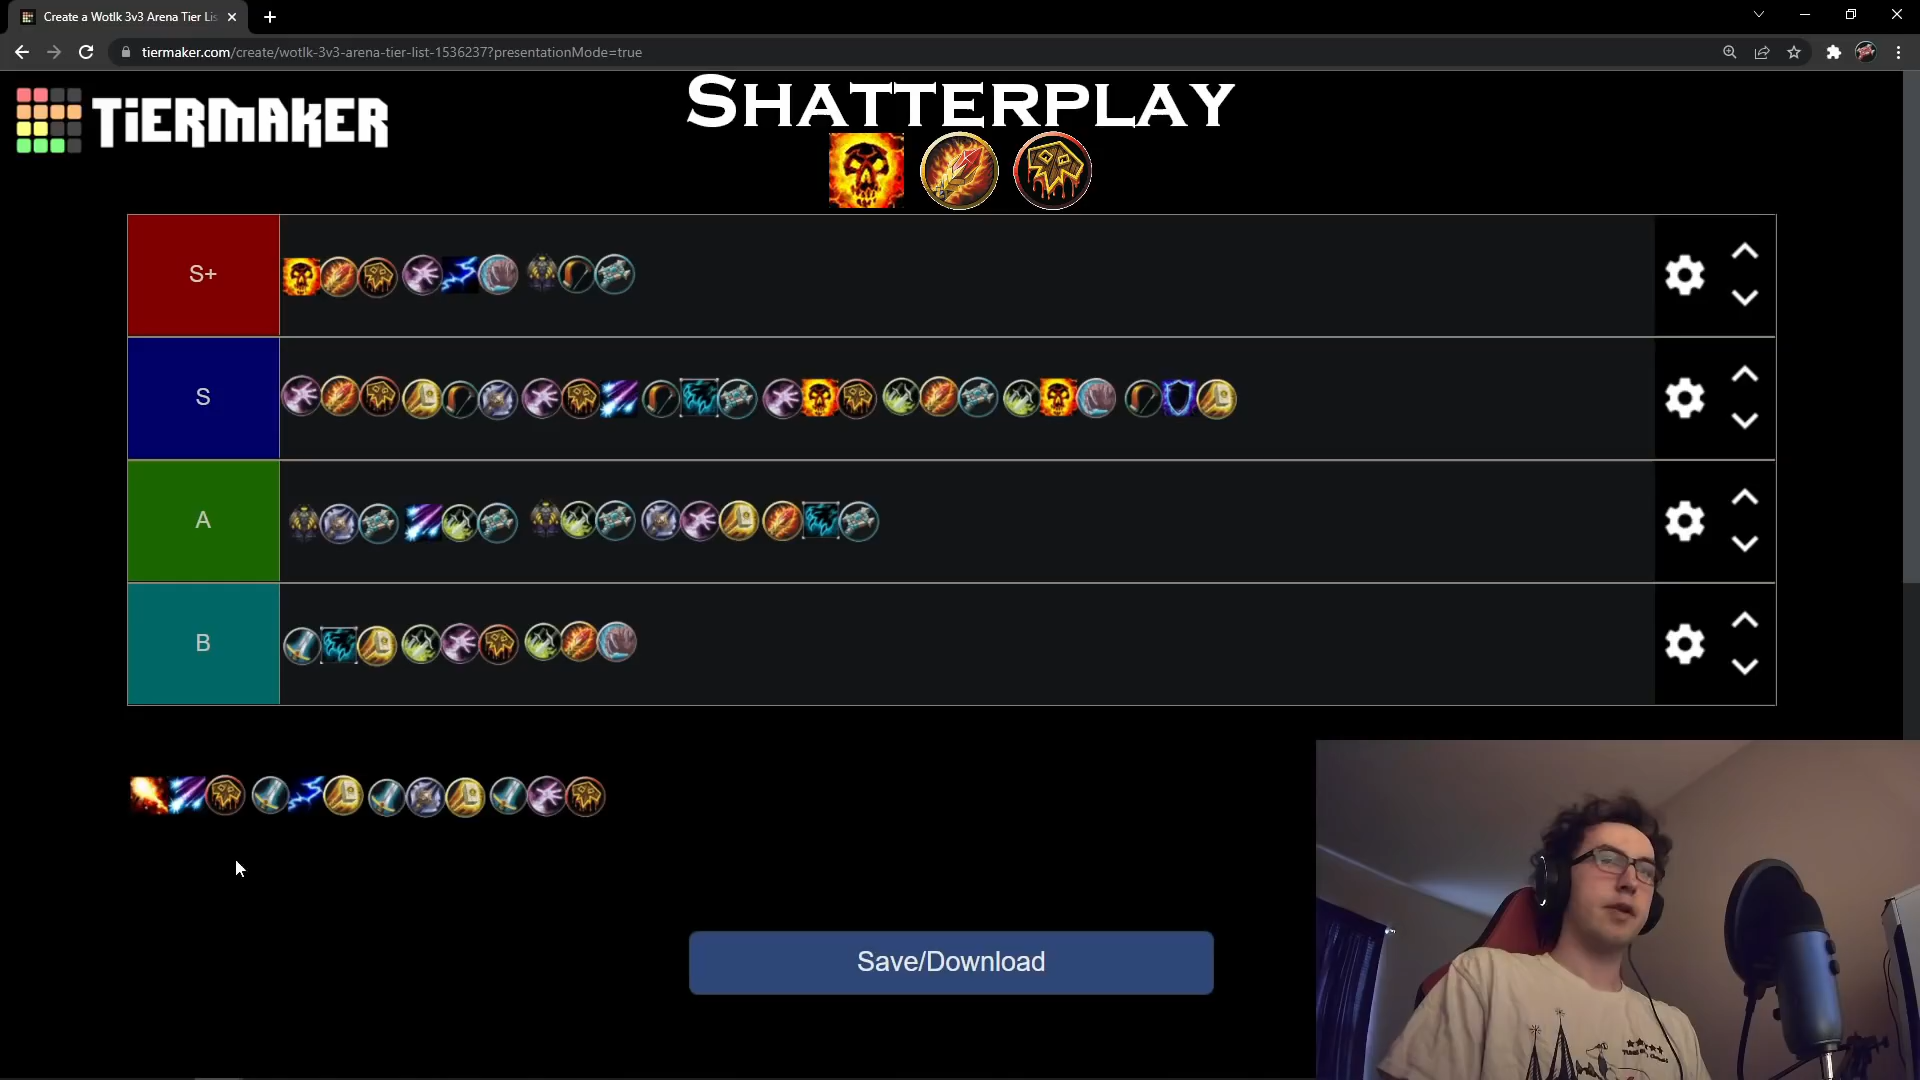 Create a Wotlk 3v3 Arena Tier Lis
tiermaker.com/create/wotlk-3v3-arena-tier-list-1536237?presentationMode=true
TiERMAKER
SHATTERPLAY
S+
S
A
B
Save/Download